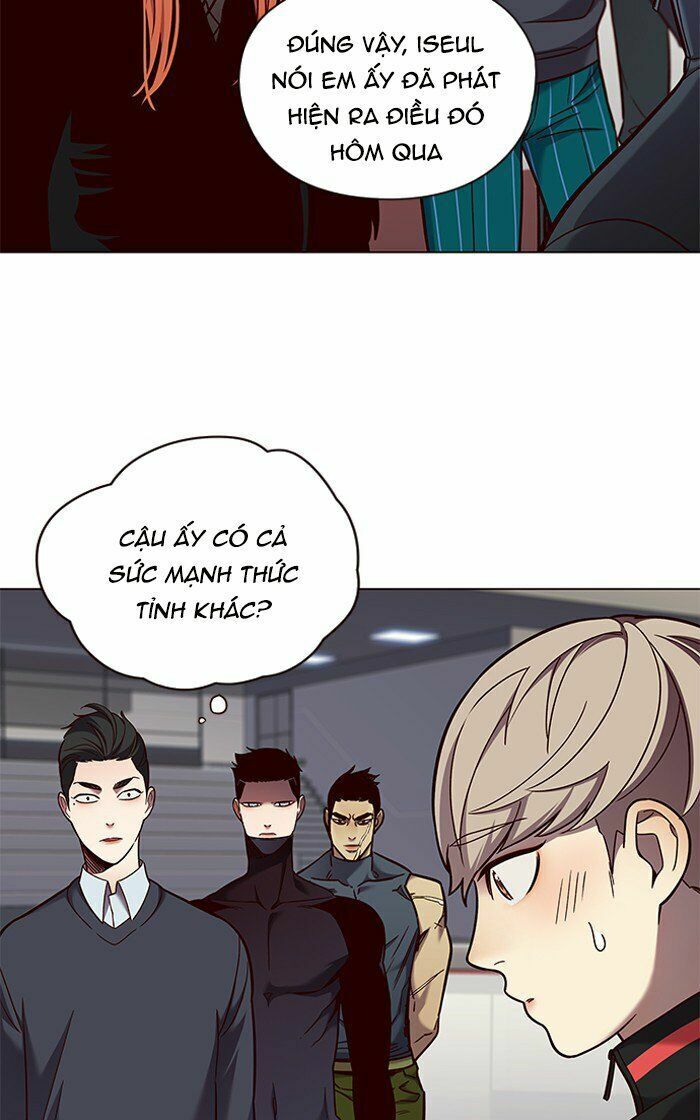 ĐÚNG VẬY, ISEUL
NÓI EM ẤY ĐÃ PHÁT
HIỆN RA ĐIỀU ĐÓ
HÔM QUA
CẬU ẤY CÓ CẢ
SỨC MẠNH THỨC
TỈNH KHÁC?